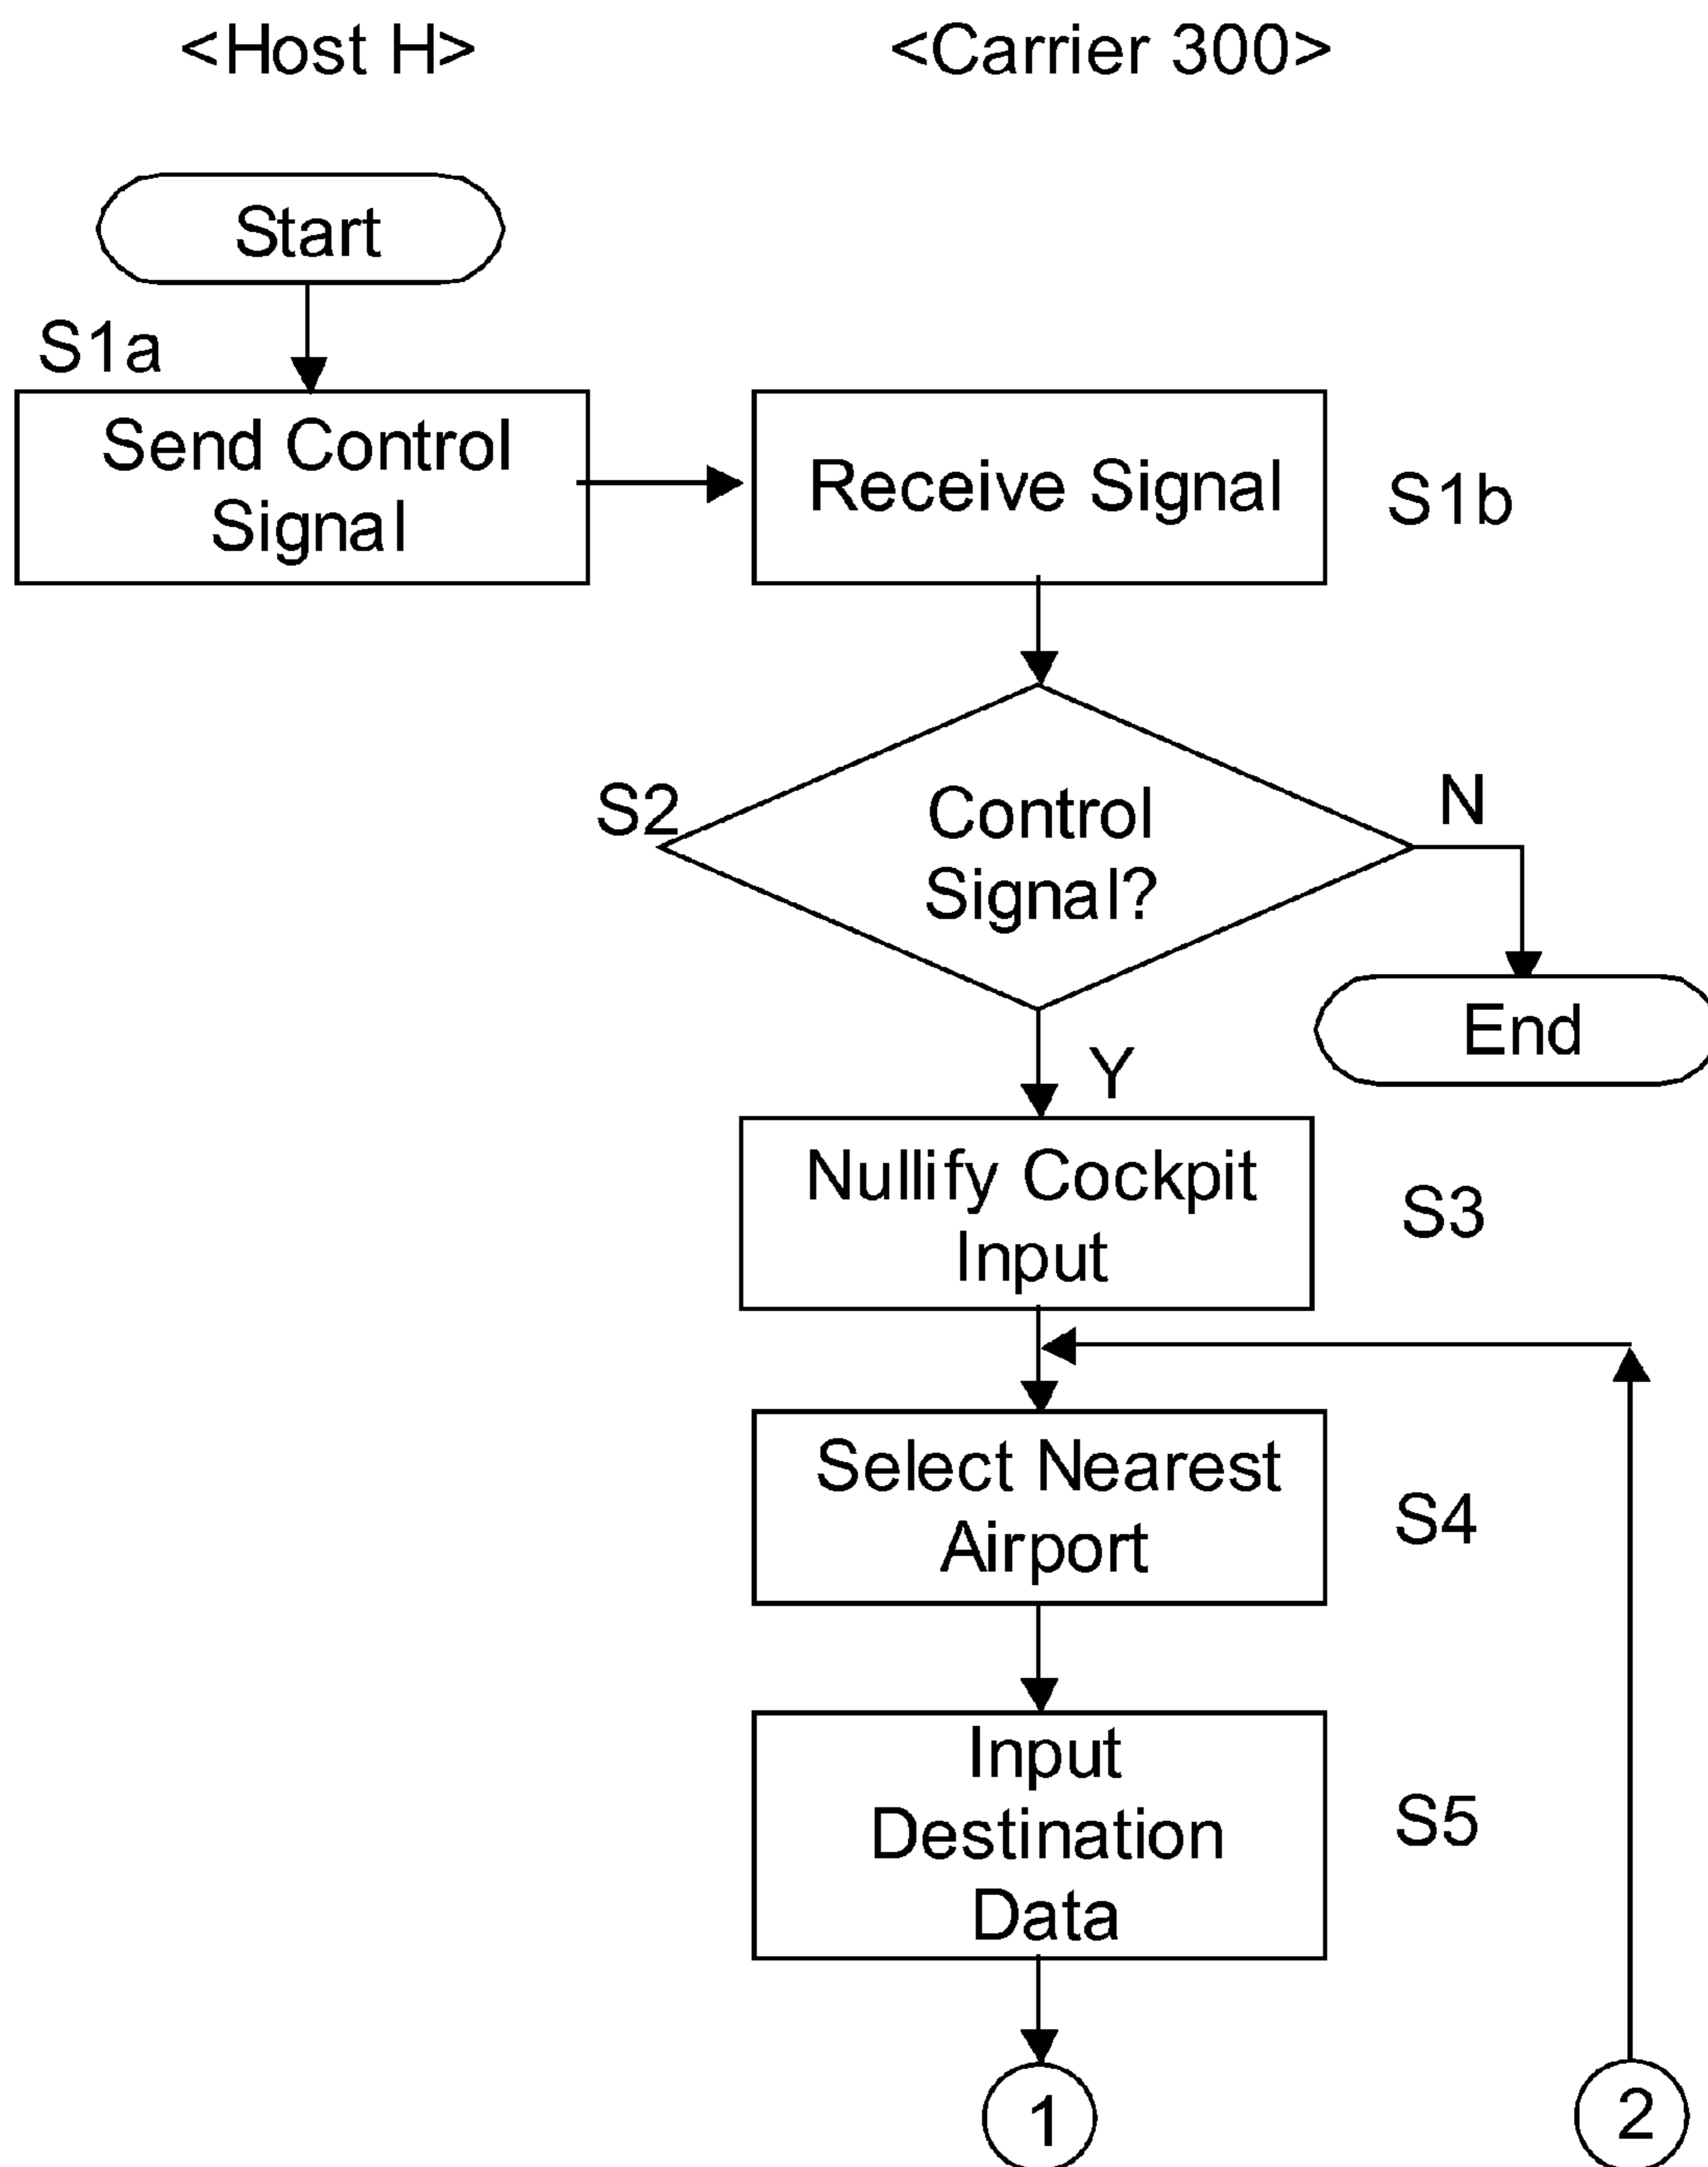 <Host H>
<Carrier 300>
Start
S1a
Send Control
Signal
Receive Signal
S1b
S2
Control
Signal?
N
End
Y
Nullify Cockpit
Input
S3
Select Nearest
Airport
S4
Input
Destination
Data
S5
1
2